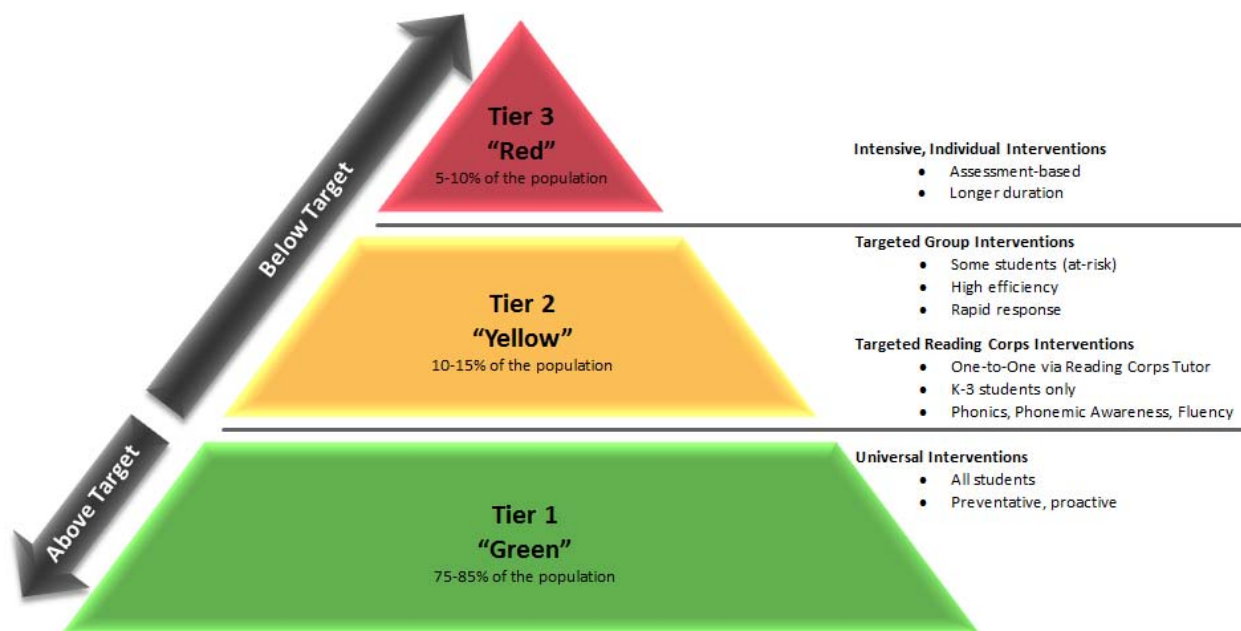 Tier 3
“Red”
5-10% of the population
Intensive, Individual Interventions
● Assessment-based
● Longer duration
Below Target
Tier 2
“Yellow”
10-15% of the population
Targeted Group Interventions
● Some students (at-risk)
● High efficiency
● Rapid response
Targeted Reading Corps Interventions
● One-to-One via Reading Corps Tutor
● K-3 students only
● Phonics, Phonemic Awareness, Fluency
Above Target
Tier 1
“Green”
75-85% of the population
Universal Interventions
● All students
● Preventative, proactive